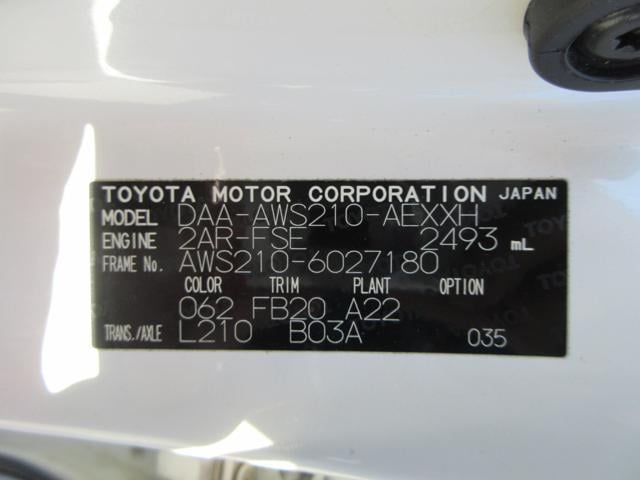 TOYOTA MOTOR CORPORATION JAPAN
MODEL DAA-AWS210-AEXXH
ENGINE 2AR-FSE 2493 mL
FRAME No. AWS210-6027180
COLOR TRIM PLANT OPTION
062 FB20 A22
TRANS./AXLE L210 B03A 035